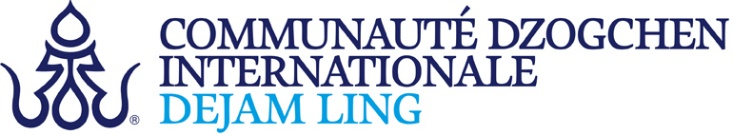 COMMUNAUTÉ DZOGCHEN
INTERNATIONALE
DEJAM LING
®